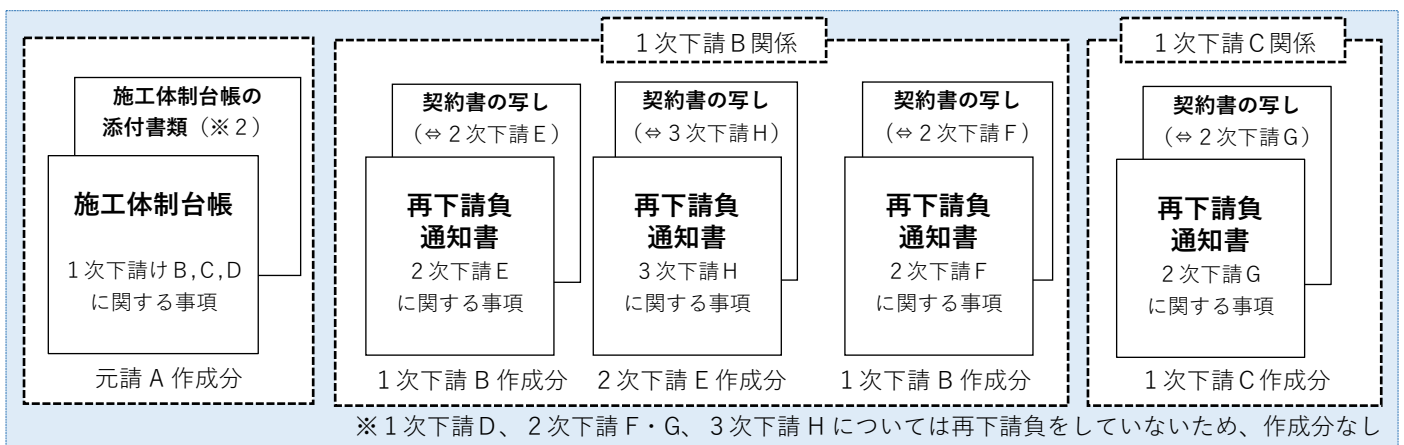 1次下請B関係
1次下請C関係
施工体制台帳の
添付書類（※2）
施工体制台帳
1次下請けB,C,D
に関する事項
元請A作成分
契約書の写し
（⇔2次下請E）
再下請負
通知書
2次下請E
に関する事項
1次下請B作成分
契約書の写し
（⇔3次下請H）
再下請負
通知書
3次下請H
に関する事項
2次下請E作成分
契約書の写し
（⇔2次下請F）
再下請負
通知書
2次下請F
に関する事項
1次下請B作成分
契約書の写し
（⇔2次下請G）
再下請負
通知書
2次下請G
に関する事項
1次下請C作成分
※1次下請D、2次下請F・G、3次下請Hについては再下請負をしていないため、作成分なし